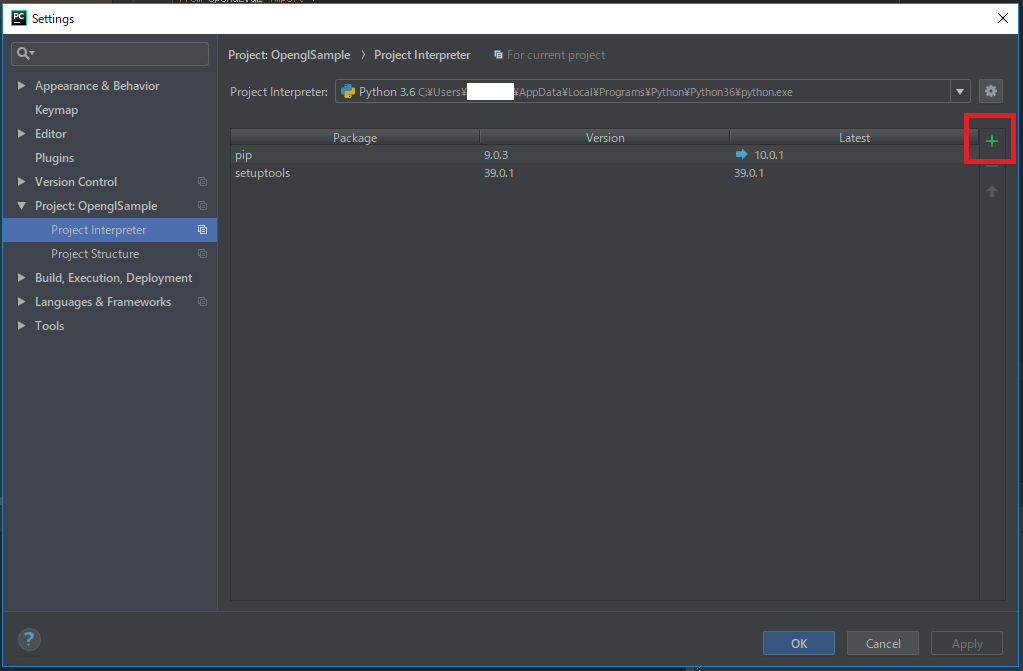 PC Settings
Project: OpenglSample › Project Interpreter For current project
Project Interpreter: Python 3.6 C:¥Users¥ ¥AppData¥Local¥Programs¥Python¥Python36¥python.exe
Appearance & Behavior
Keymap
Editor
Plugins
Version Control
Project: OpenglSample
Project Interpreter
Project Structure
Build, Execution, Deployment
Languages & Frameworks
Tools
Package Version Latest
pip 9.0.3 10.0.1
setuptools 39.0.1 39.0.1
? OK Cancel Apply